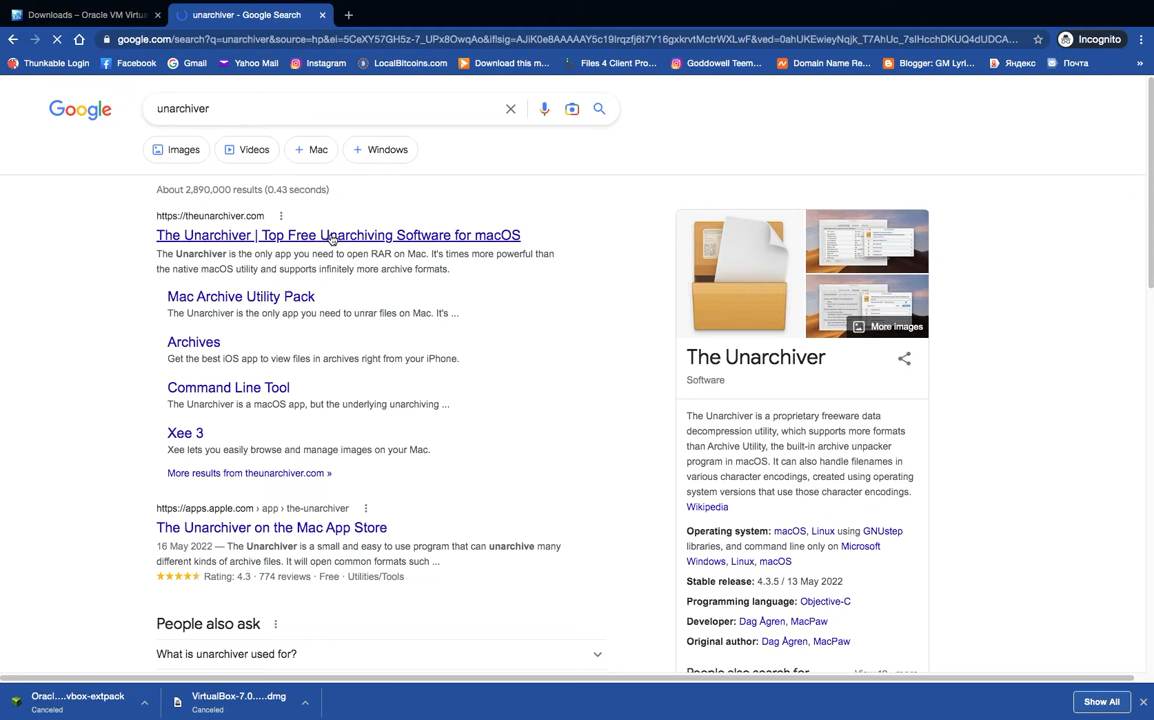 Downloads – Oracle VM Virtu
unarchiver - Google Search
google.com/search?q=unarchiver&source=hp&ei=5CeXY57GH5z-7_UPx8OwqAo&iflsig=AJiK0e8AAAAAY5c19Irqzfj6t7Y16gxkrvtMctrWXLwF&ved=0ahUKEwieyNqjk_T7AhUc_7sIHcchDKUQ4dUDCA...
Incognito
Thunkable Login
Facebook
Gmail
Yahoo Mail
Instagram
LocalBitcoins.com
Download this m...
Files 4 Client Pro...
Goddowell Teem...
Domain Name Re...
Blogger: GM Lyri...
Яндекс
Почта
»
Google
unarchiver
Images
Videos
+ Mac
+ Windows
About 2,890,000 results (0.43 seconds)
https://theunarchiver.com
The Unarchiver | Top Free Unarchiving Software for macOS
The Unarchiver is the only app you need to open RAR on Mac. It's times more powerful than
the native macOS utility and supports infinitely more archive formats.
Mac Archive Utility Pack
The Unarchiver is the only app you need to unrar files on Mac. It's ...
Archives
Get the best iOS app to view files in archives right from your iPhone.
Command Line Tool
The Unarchiver is a macOS app, but the underlying unarchiving ...
Xee 3
Xee lets you easily browse and manage images on your Mac.
More results from theunarchiver.com »
https://apps.apple.com › app › the-unarchiver
The Unarchiver on the Mac App Store
16 May 2022 — The Unarchiver is a small and easy to use program that can unarchive many
different kinds of archive files. It will open common formats such ...
Rating: 4.3 · 774 reviews · Free · Utilities/Tools
People also ask
What is unarchiver used for?
More images
The Unarchiver
Software
The Unarchiver is a proprietary freeware data
decompression utility, which supports more formats
than Archive Utility, the built-in archive unpacker
program in macOS. It can also handle filenames in
various character encodings, created using operating
system versions that use those character encodings.
Wikipedia
Operating system: macOS, Linux using GNUstep
libraries, and command line only on Microsoft
Windows, Linux, macOS
Stable release: 4.3.5 / 13 May 2022
Programming language: Objective-C
Developer: Dag Ågren, MacPaw
Original author: Dag Ågren, MacPaw
People also search for
Oracl....vbox-extpack
Canceled
VirtualBox-7.0.....dmg
Canceled
Show All